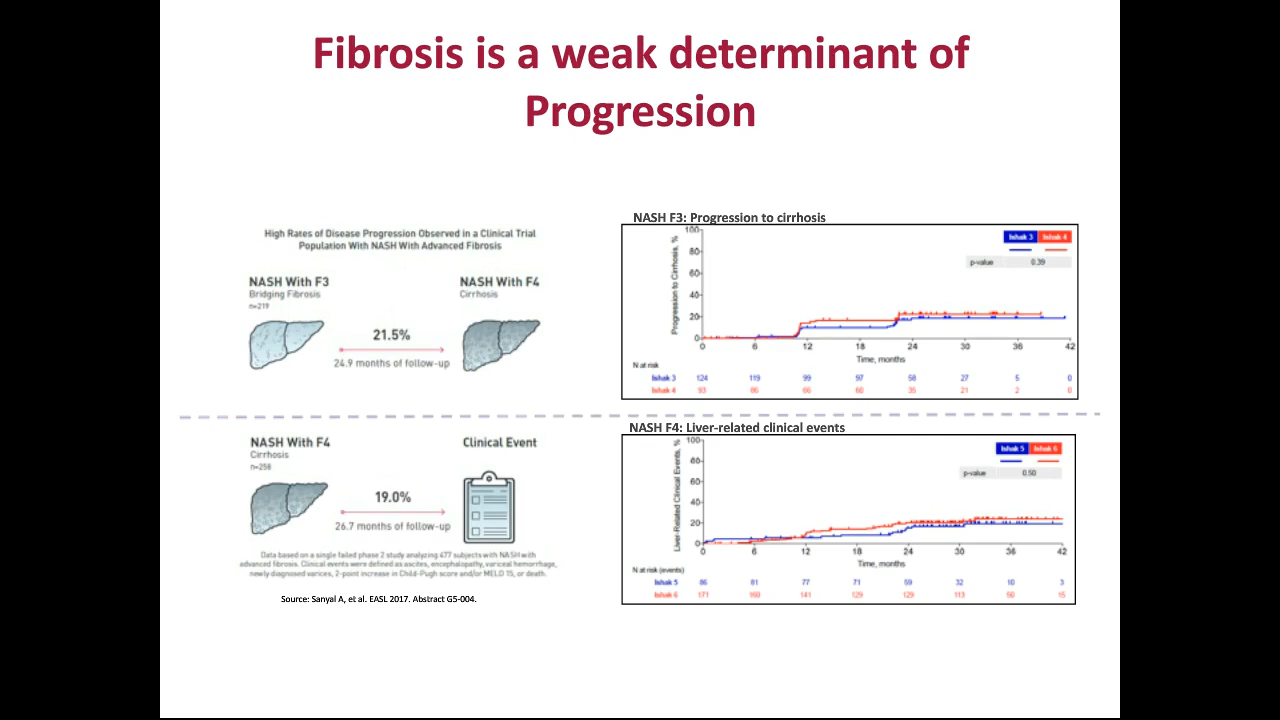 Fibrosis is a weak determinant of
Progression
High Rates of Disease Progression Observed in a Clinical Trial
Population With NASH With Advanced Fibrosis
NASH With F3
Bridging Fibrosis
n=219
NASH With F4
Cirrhosis
21.5%
24.9 months of follow-up
NASH F3: Progression to cirrhosis
Progression to Cirrhosis, %
100
80
60
40
20
0
Ishak 3 Ishak 4
p-value 0.39
0 6 12 18 24 30 36 42
Time, months
N at risk
Ishak 3 124 119 99 97 58 27 5 0
Ishak 4 93 86 66 60 35 21 2 0
NASH With F4
Cirrhosis
n=258
Clinical Event
19.0%
26.7 months of follow-up
Data based on a single failed phase 2 study analyzing 477 subjects with NASH with
advanced fibrosis. Clinical events were defined as ascites, encephalopathy, variceal hemorrhage,
newly diagnosed varices, 2-point increase in Child-Pugh score and/or MELD 15, or death.
Source: Sanyal A, et al. EASL 2017. Abstract GS-004.
NASH F4: Liver-related clinical events
Liver-Related Clinical Events, %
100
80
60
40
20
0
Ishak 5 Ishak 6
p-value 0.50
0 6 12 18 24 30 36 42
Time, months
N at risk (events)
Ishak 5 86 81 77 71 59 32 10 3
Ishak 6 171 141 129 129 113 50 15